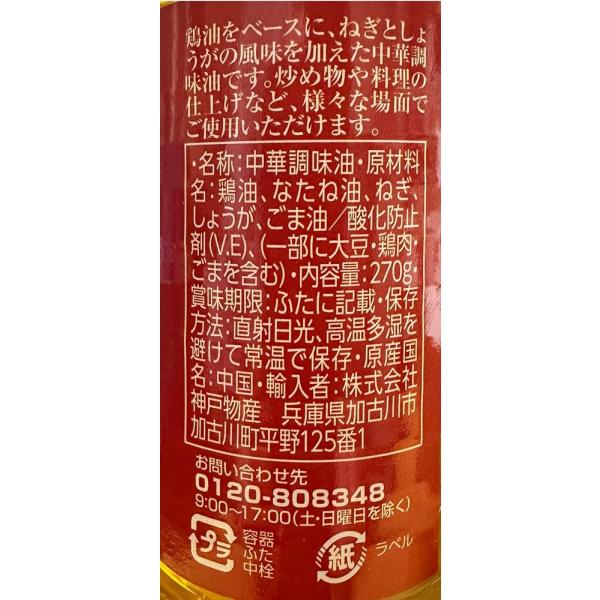 鶏油をベースに、ねぎとしょ
うがの風味を加えた中華調
味油です。炒め物や料理の
仕上げなど、様々な場面で
ご使用いただけます。
・名称：中華調味油・原材料
名：鶏油、なたね油、ねぎ、
しょうが、ごま油／酸化防止
剤(V.E)、(一部に大豆・鶏肉・
ごまを含む)・内容量：270g・
賞味期限：ふたに記載・保存
方法：直射日光、高温多湿を
避けて常温で保存・原産国
名：中国・輸入者：株式会社
神戸物産　兵庫県加古川市
加古川町平野125番1
お問い合わせ先
0120-808348
9:00〜17:00(土・日曜日を除く)
プラ
容器
ふた
中栓
紙
ラベル